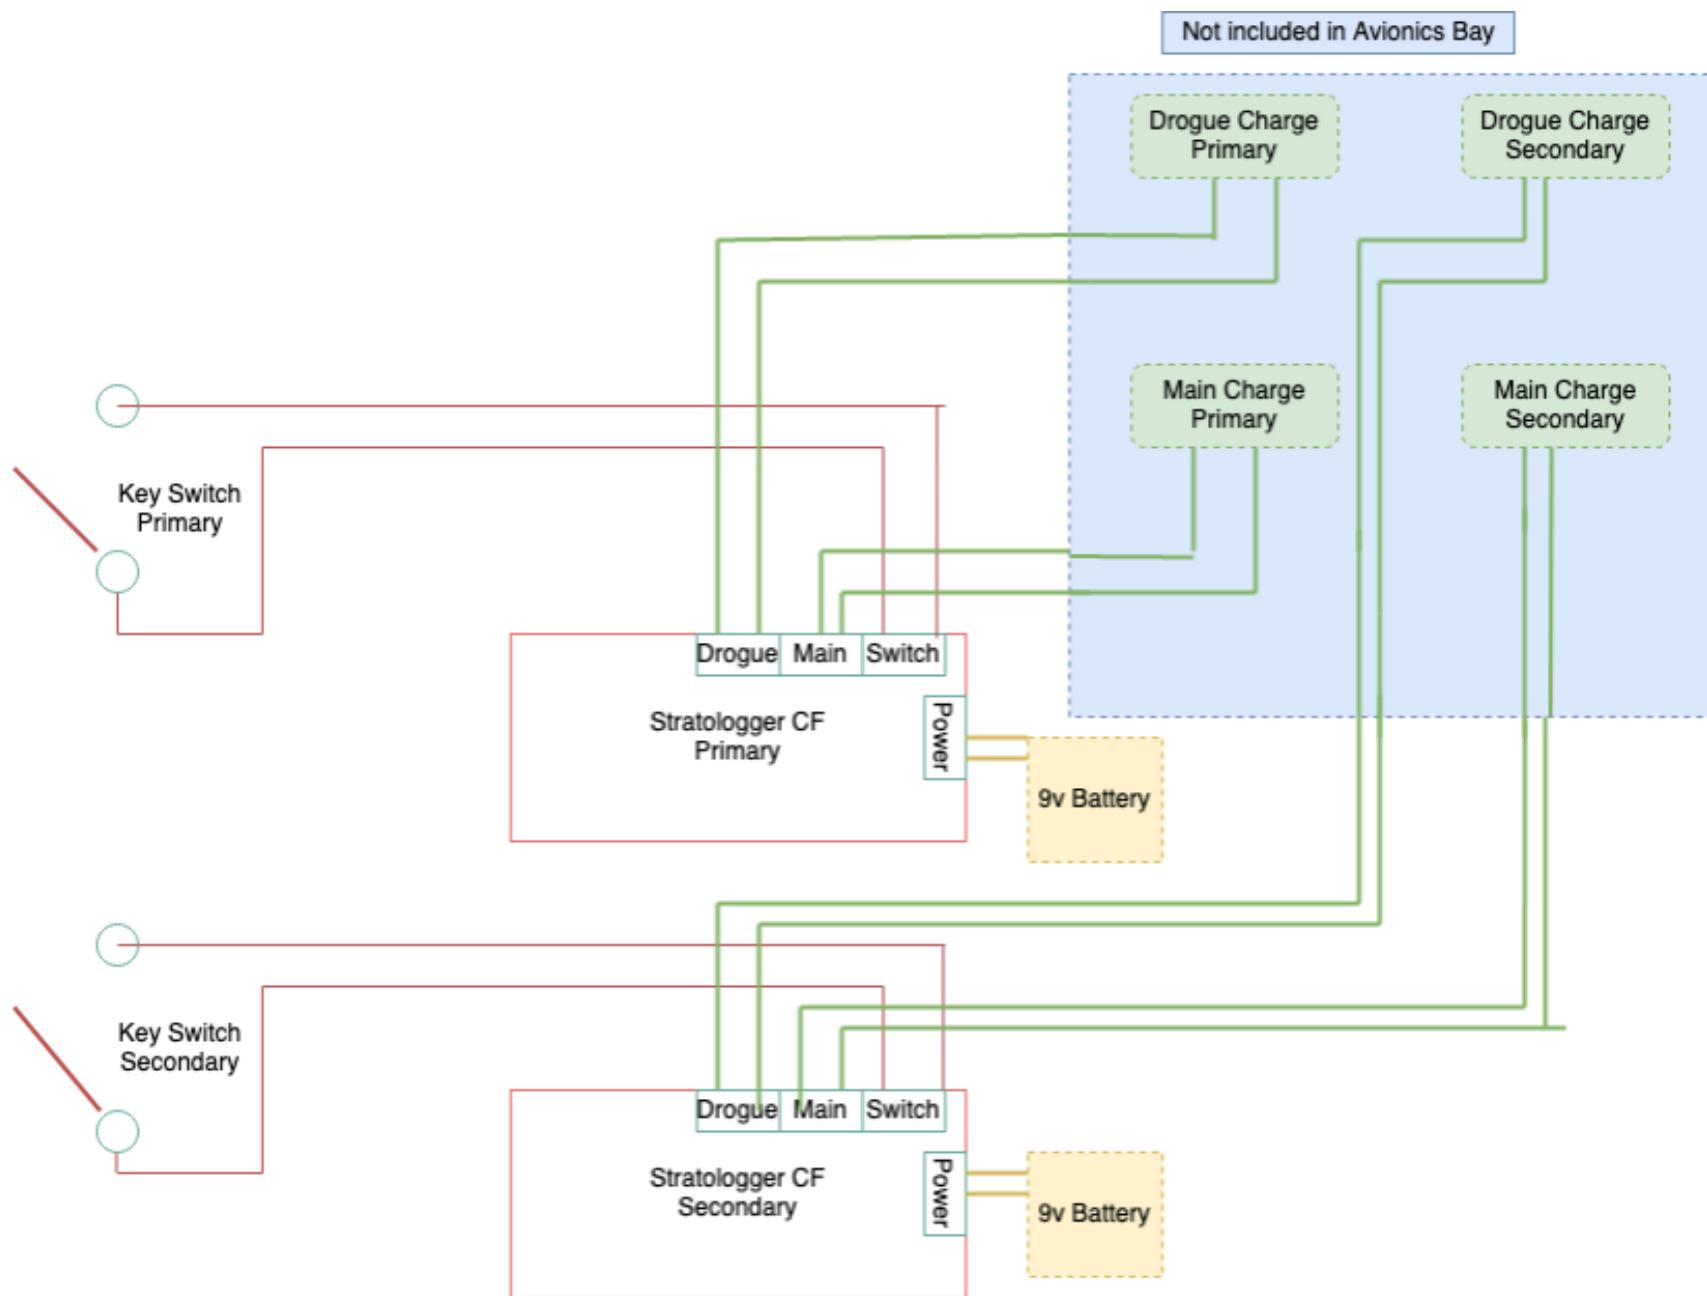 Not included in Avionics Bay
Drogue Charge
Primary
Drogue Charge
Secondary
Main Charge
Primary
Main Charge
Secondary
Key Switch
Primary
Drogue
Main
Switch
Stratologger CF
Primary
Power
9v Battery
Key Switch
Secondary
Drogue
Main
Switch
Stratologger CF
Secondary
Power
9v Battery